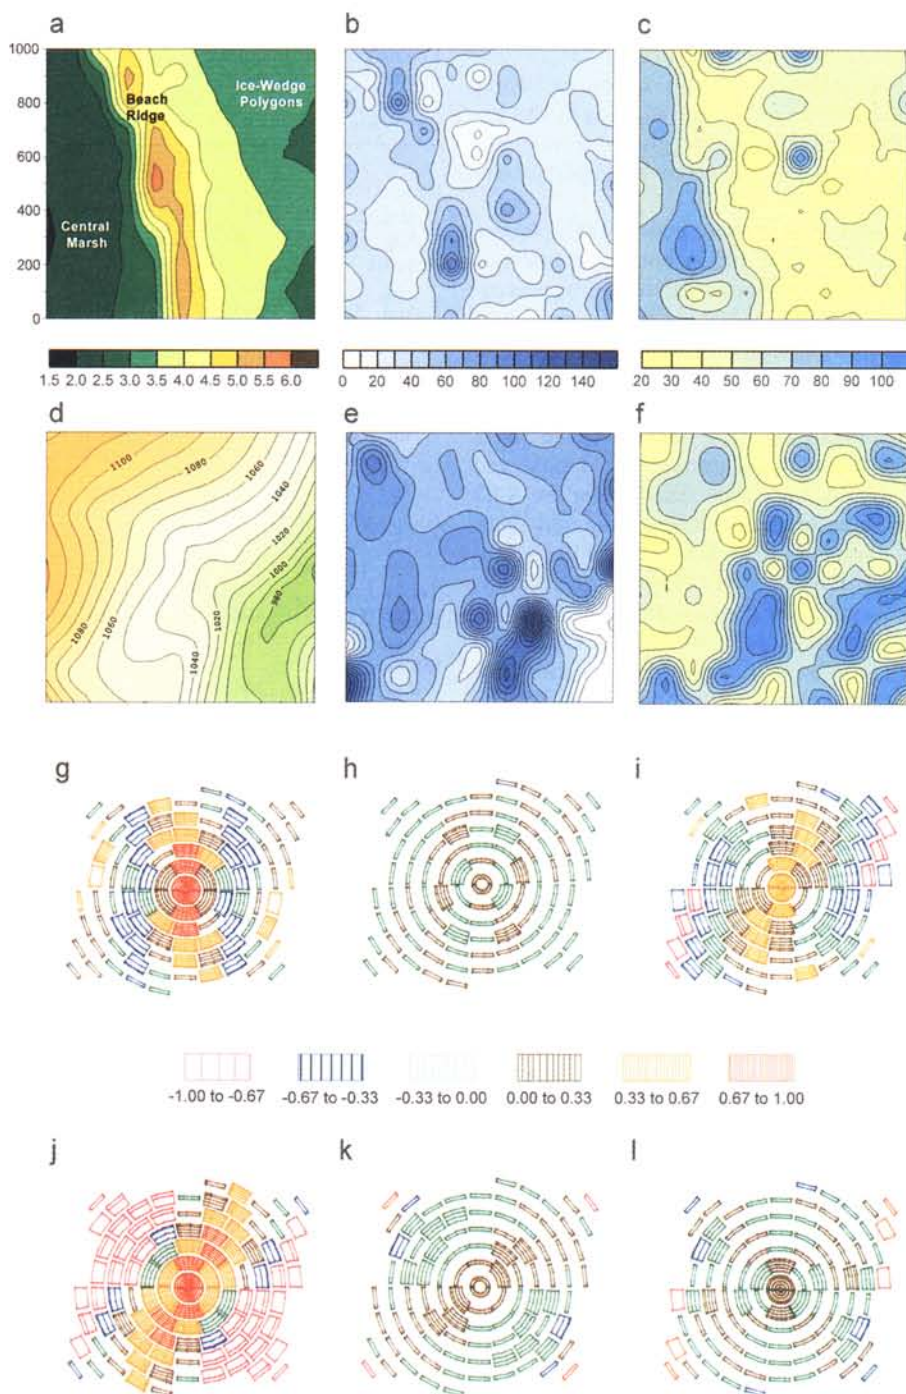 a
b
c
1000
800
600
400
200
0
Ice-Wedge
Polygons
Beach
Ridge
Central
Marsh
1.5 2.0 2.5 3.0 3.5 4.0 4.5 5.0 5.5 6.0
0 20 40 60 80 100 120 140
20 30 40 50 60 70 80 90 100
d
e
f
1100
1080
1060
1040
1020
1000
980
1080
1060
1040
1020
g
h
i
-1.00 to -0.67
-0.67 to -0.33
-0.33 to 0.00
0.00 to 0.33
0.33 to 0.67
0.67 to 1.00
j
k
l